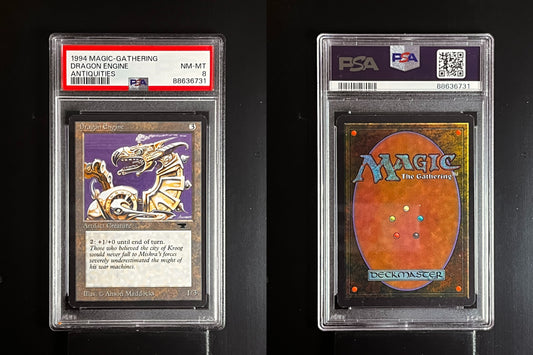 1994 MAGIC-GATHERING
DRAGON ENGINE NM-MT
ANTIQUITIES 8
PSA 88636731
Dragon Engine 3
Artifact Creature
2: +1/+0 until end of turn.
Those who believed the city of Kroog
would never fall to Mishra's forces
severely underestimated the might of
his war machines.
Illus. © Anson Maddocks 1/3
PSA PSA
88636731
MAGIC
The Gathering
DECKMASTER